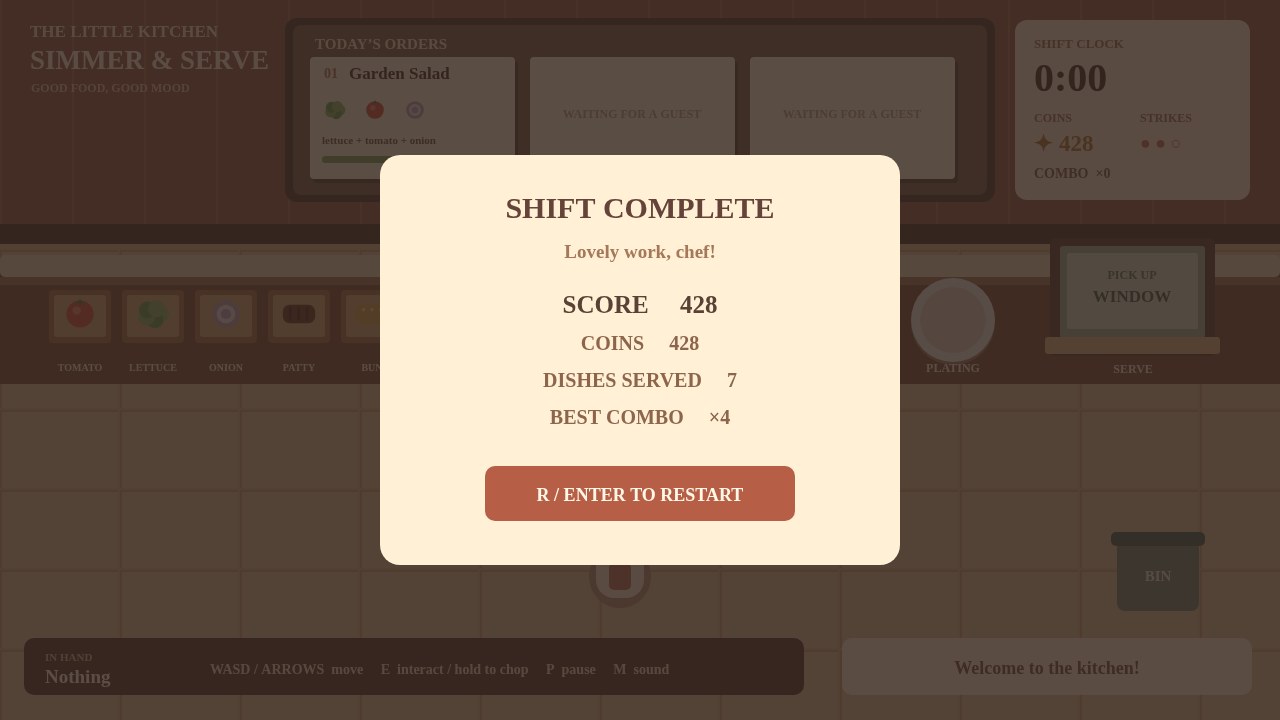 THE LITTLE KITCHEN
SIMMER & SERVE
GOOD FOOD, GOOD MOOD
TODAY'S ORDERS
01 Garden Salad
lettuce + tomato + onion
WAITING FOR A GUEST
WAITING FOR A GUEST
SHIFT CLOCK
0:00
COINS
✦ 428
STRIKES
● ● ○
COMBO ×0
SHIFT COMPLETE
Lovely work, chef!
SCORE 428
COINS 428
DISHES SERVED 7
BEST COMBO ×4
R / ENTER TO RESTART
TOMATO
LETTUCE
ONION
PATTY
PLATING
PICK UP
WINDOW
SERVE
BIN
IN HAND
Nothing
WASD / ARROWS move E interact / hold to chop P pause M sound
Welcome to the kitchen!